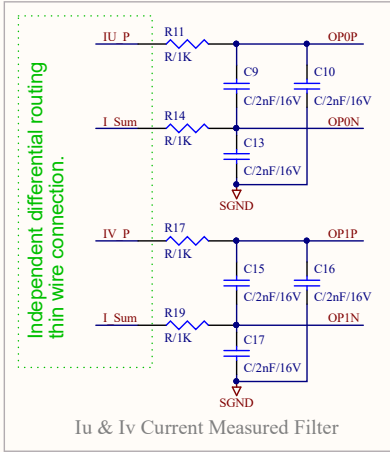 Independent differential routing
thin wire connection.
IU_P
R11
R/1K
OP0P
C9
C/2nF/16V
C10
C/2nF/16V
I_Sum
R14
R/1K
OP0N
C13
C/2nF/16V
SGND
IV_P
R17
R/1K
OP1P
C15
C/2nF/16V
C16
C/2nF/16V
I_Sum
R19
R/1K
OP1N
C17
C/2nF/16V
SGND
Iu & Iv Current Measured Filter